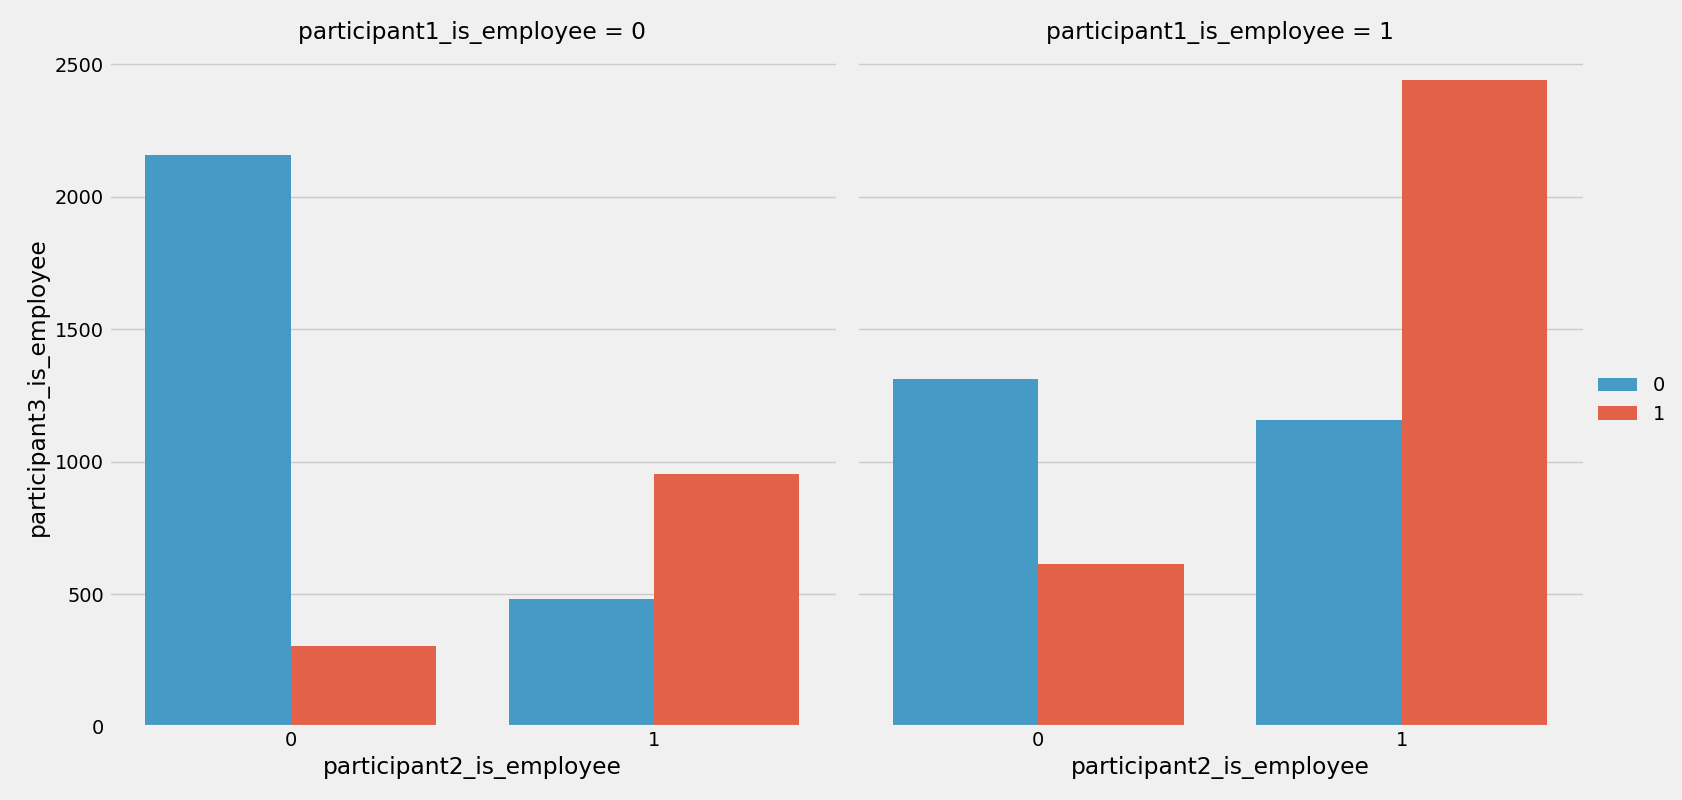 participant1_is_employee = 0
participant1_is_employee = 1
participant3_is_employee
2500
2000
1500
1000
500
0
0
1
0
1
participant2_is_employee
participant2_is_employee
0
1